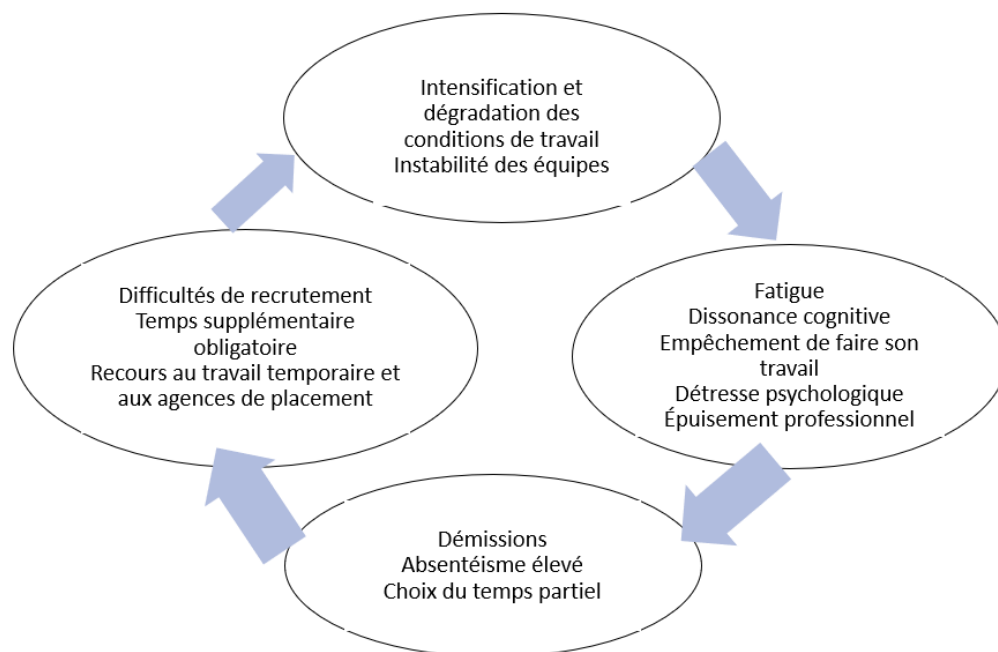 Intensification et
dégradation des
conditions de travail
Instabilité des équipes
Fatigue
Dissonance cognitive
Empêchement de faire son
travail
Détresse psychologique
Épuisement professionnel
Démissions
Absentéisme élevé
Choix du temps partiel
Difficultés de recrutement
Temps supplémentaire
obligatoire
Recours au travail temporaire et
aux agences de placement